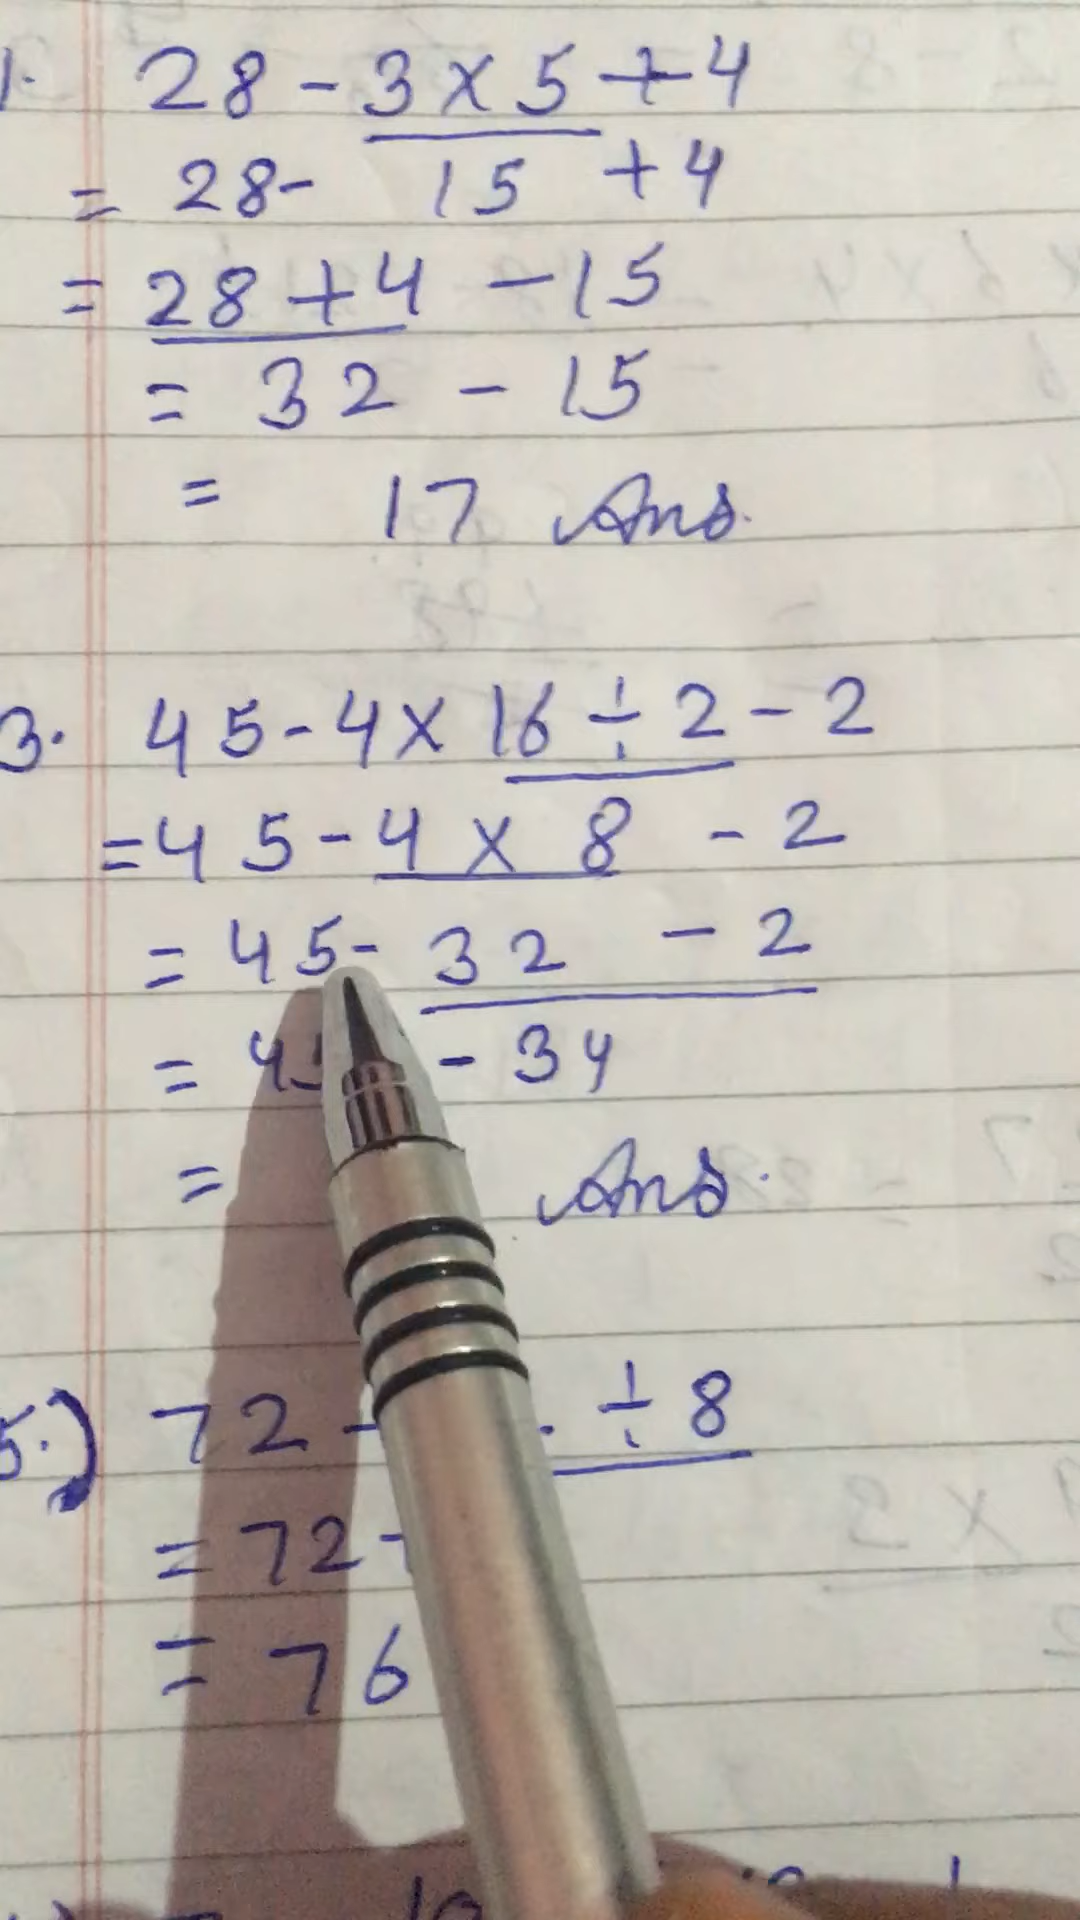 1. 28 - 3 × 5 + 4
= 28 - 15 + 4
= 28 + 4 - 15
= 32 - 15
= 17 Ans.
3. 45 - 4 × 16 ÷ 2 - 2
= 45 - 4 × 8 - 2
= 45 - 32 - 2
= 45 - 34
= Ans.
5.) 72 ÷ 8
= 72
= 76